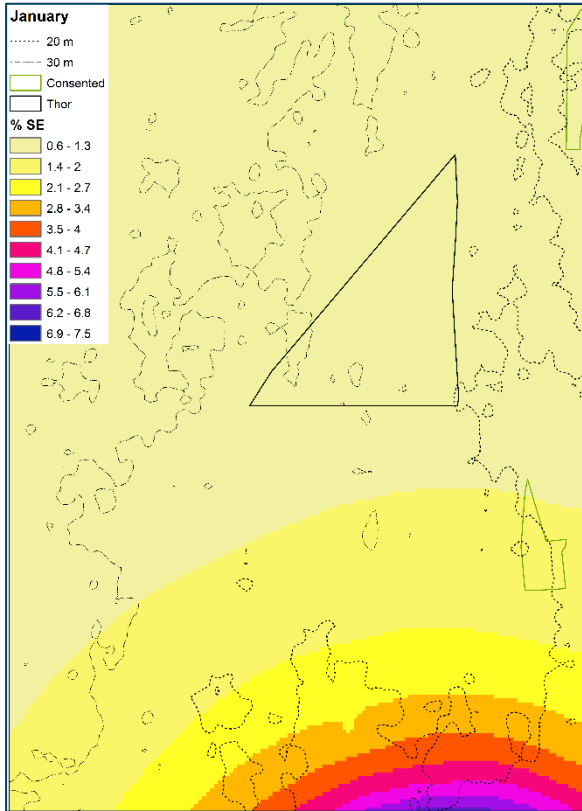 January
20 m
30 m
Consented
Thor
% SE
0.6 - 1.3
1.4 - 2
2.1 - 2.7
2.8 - 3.4
3.5 - 4
4.1 - 4.7
4.8 - 5.4
5.5 - 6.1
6.2 - 6.8
6.9 - 7.5